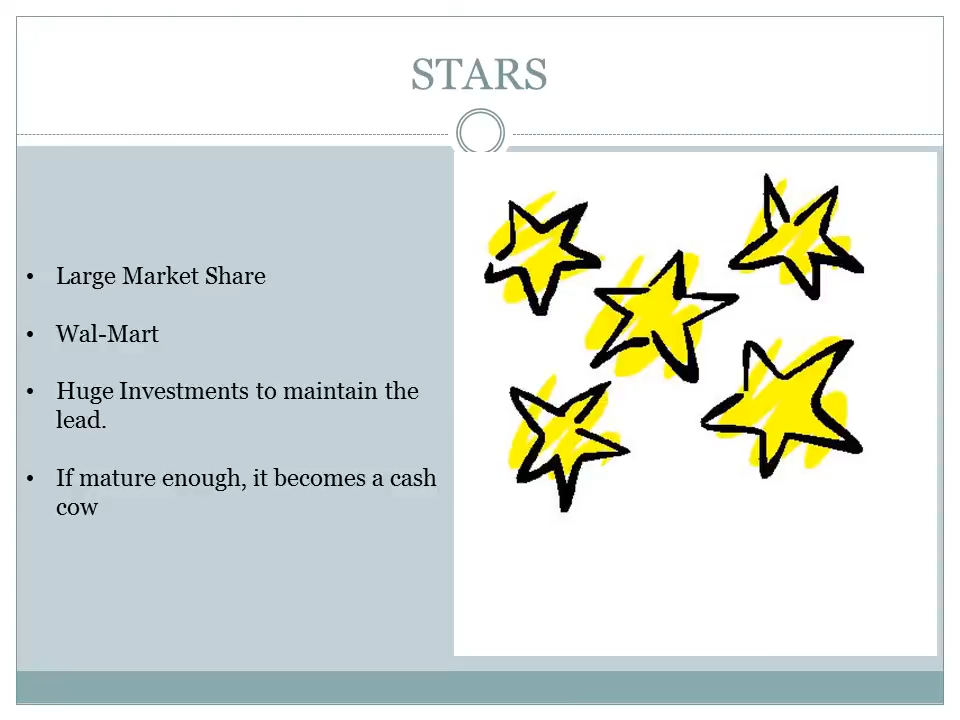 STARS
• Large Market Share
• Wal-Mart
• Huge Investments to maintain the
lead.
• If mature enough, it becomes a cash
cow